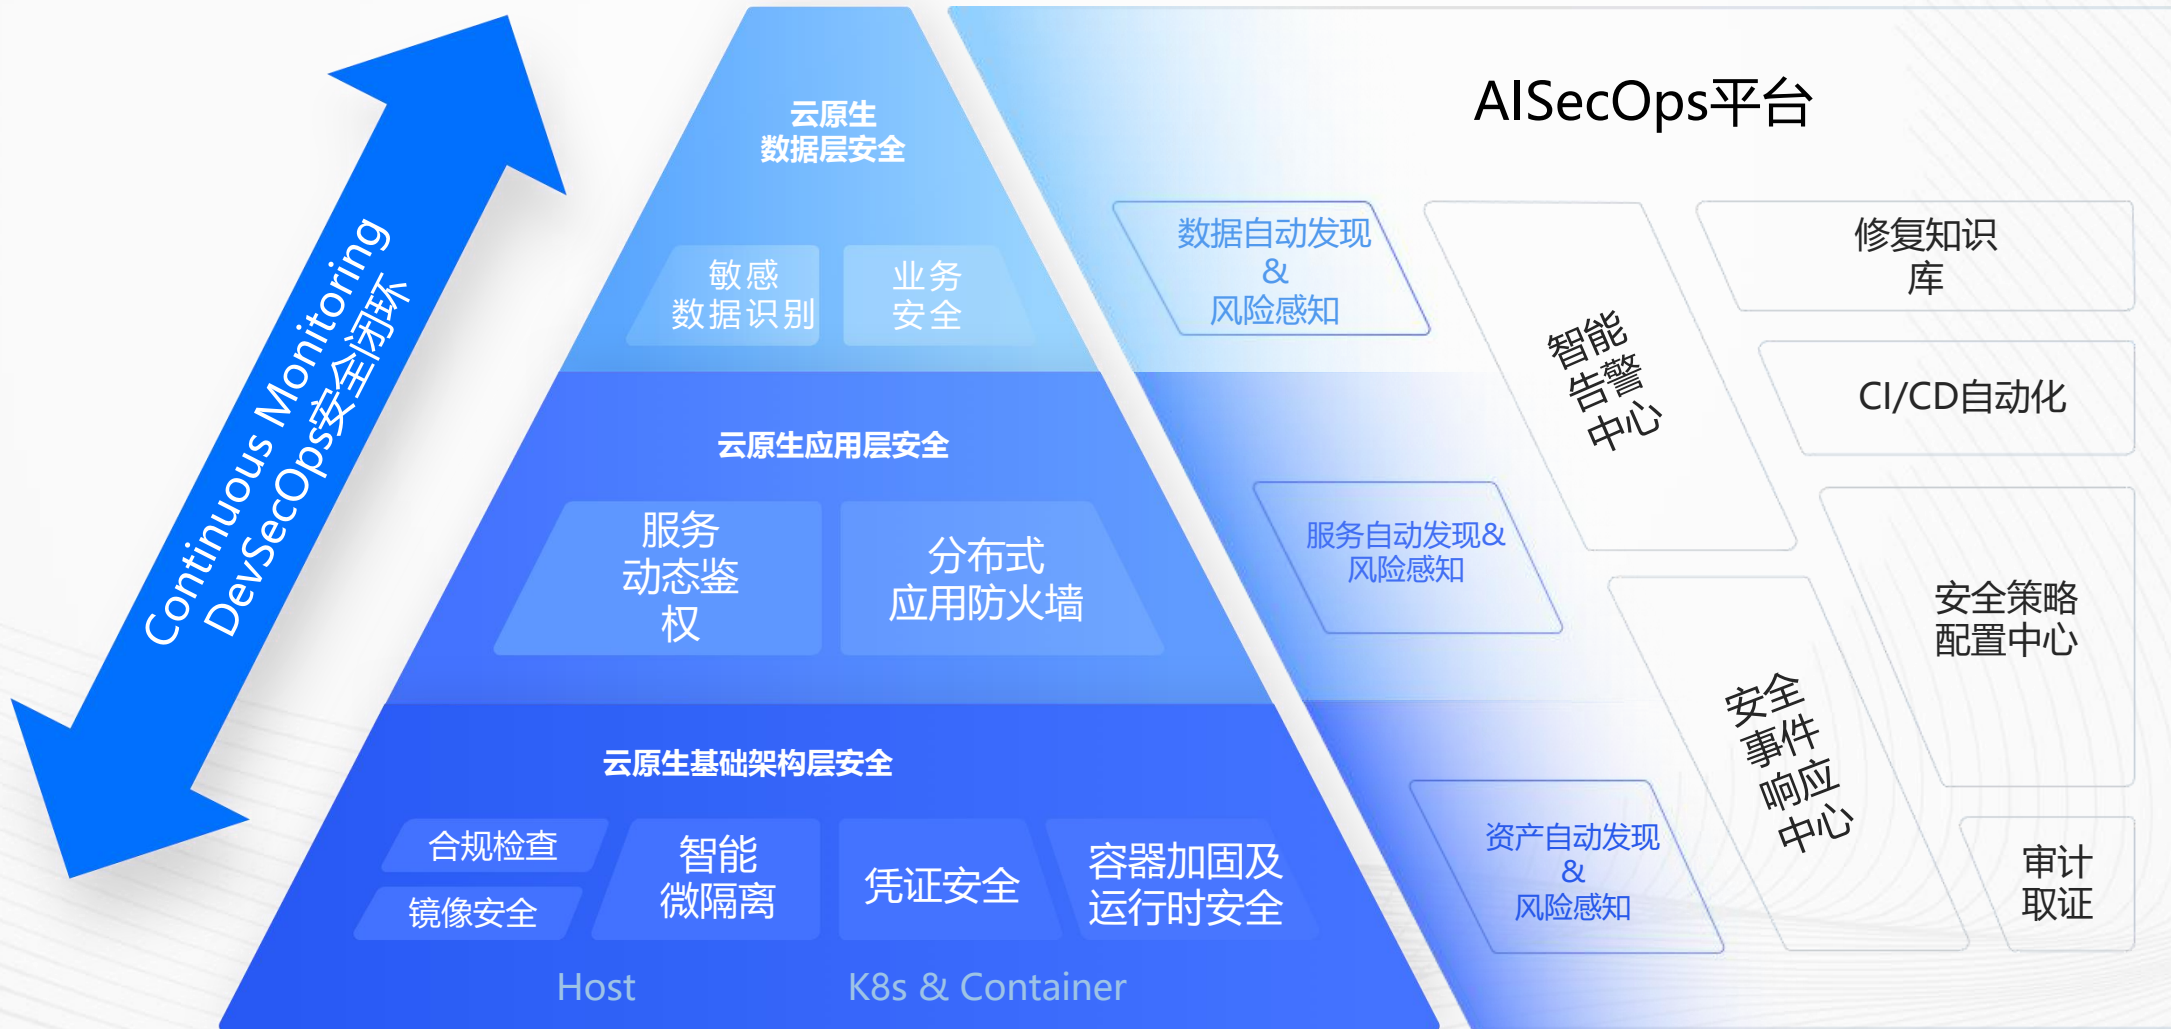 Continuous Monitoring
DevSecOps安全闭环
云原生
数据层安全
敏感
数据识别
业务
安全
云原生应用层安全
服务
动态鉴
权
分布式
应用防火墙
云原生基础架构层安全
合规检查
镜像安全
智能
微隔离
凭证安全
容器加固及
运行时安全
Host
K8s & Container
AISecOps平台
数据自动发现
&
风险感知
服务自动发现&
风险感知
资产自动发现
&
风险感知
智能
告警
中心
安全
事件
响应
中心
修复知识
库
CI/CD自动化
安全策略
配置中心
审计
取证